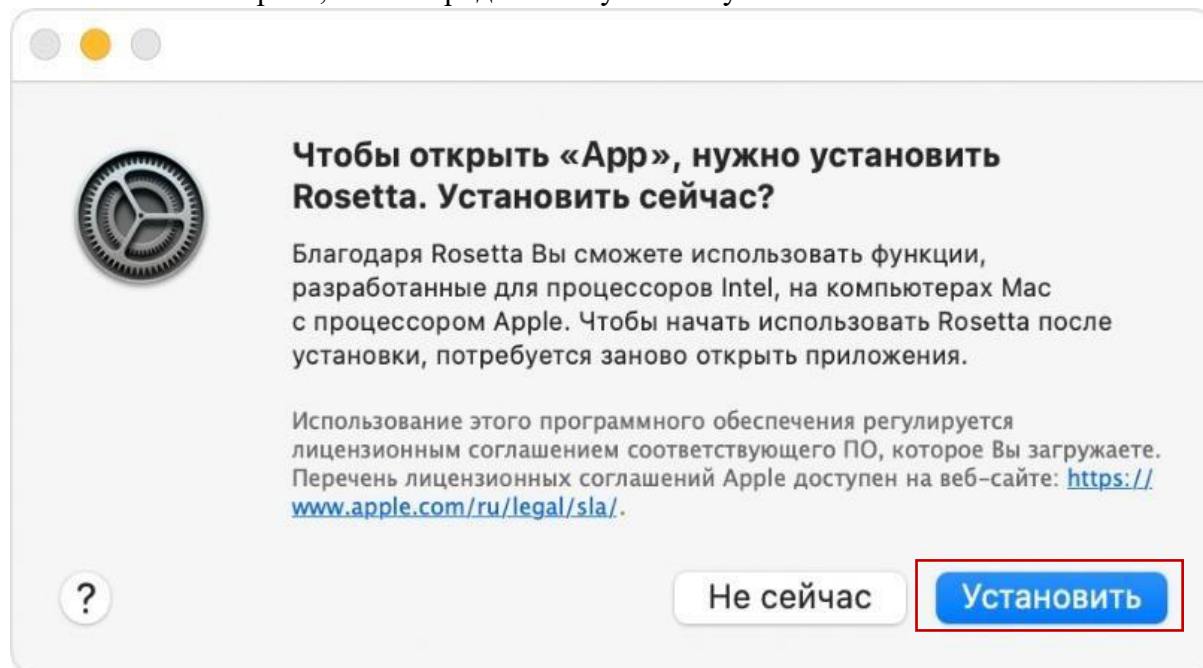 Чтобы открыть «App», нужно установить
Rosetta. Установить сейчас?
Благодаря Rosetta Вы сможете использовать функции,
разработанные для процессоров Intel, на компьютерах Mac
с процессором Apple. Чтобы начать использовать Rosetta после
установки, потребуется заново открыть приложения.
Использование этого программного обеспечения регулируется
лицензионным соглашением соответствующего ПО, которое Вы загружаете.
Перечень лицензионных соглашений Apple доступен на веб-сайте: https://
www.apple.com/ru/legal/sla/.
?
Не сейчас
Установить